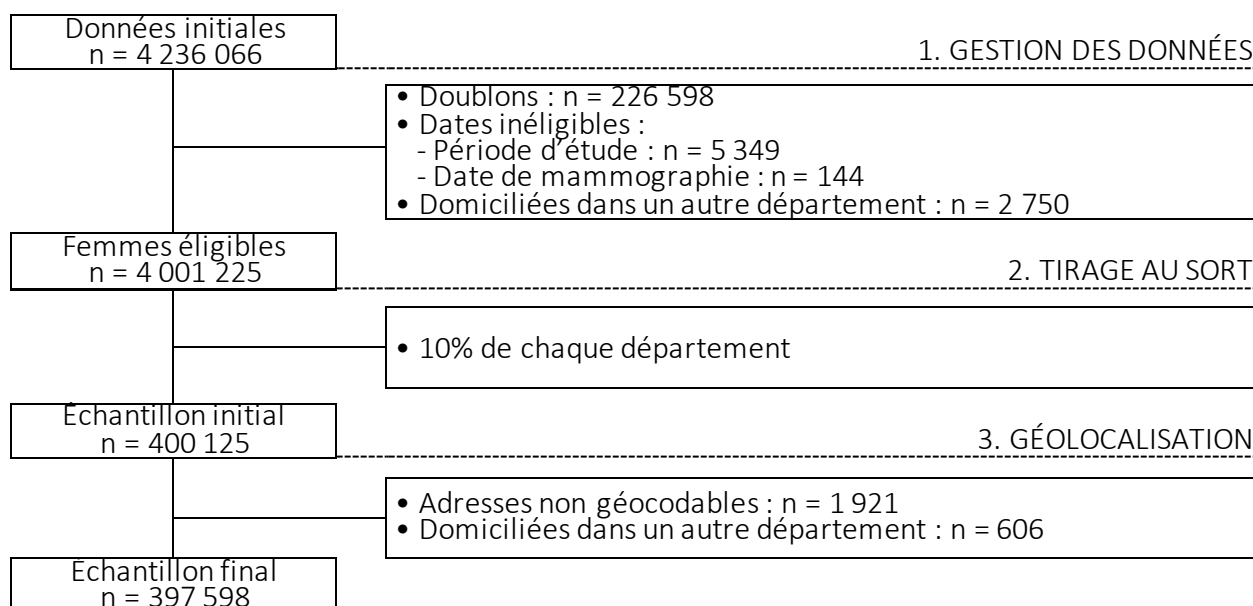 Données initiales
n = 4 236 066
1. GESTION DES DONNÉES
• Doublons : n = 226 598
• Dates inéligibles :
- Période d'étude : n = 5 349
- Date de mammographie : n = 144
• Domiciliées dans un autre département : n = 2 750
Femmes éligibles
n = 4 001 225
2. TIRAGE AU SORT
• 10% de chaque département
Échantillon initial
n = 400 125
3. GÉOLOCALISATION
• Adresses non géocodables : n = 1 921
• Domiciliées dans un autre département : n = 606
Échantillon final
n = 397 598